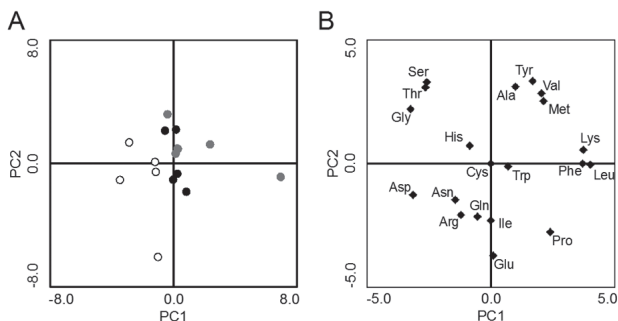 A
8.0
PC2
0.0
-8.0
-8.0
0.0
8.0
PC1
B
5.0
PC2
0.0
-5.0
-5.0
0.0
5.0
PC1
Ser
Thr
Gly
Tyr
Ala
Val
Met
His
Lys
Cys
Trp
Phe
Leu
Asp
Asn
Gln
Arg
Ile
Pro
Glu